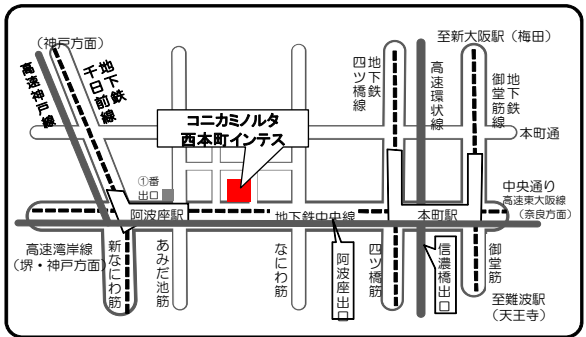 （神戸方面）
高速神戸線
地下鉄
千日前線
至新大阪駅（梅田）
地下鉄
四ツ橋線
高速環状線
地下鉄
御堂筋線
コニカミノルタ
西本町インテス
本町通
①番
出口
中央通り
高速東大阪線
（奈良方面）
阿波座駅
地下鉄中央線
本町駅
高速湾岸線
（堺・神戸方面）
新なにわ筋
あみだ池筋
なにわ筋
阿波座出口
四ツ橋筋
信濃橋出口
御堂筋
至難波駅
（天王寺）